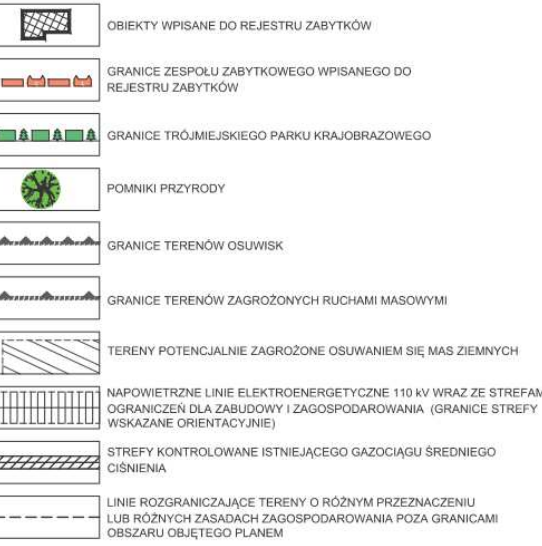 OBIEKTY WPISANE DO REJESTRU ZABYTKÓW
GRANICE ZESPOŁU ZABYTKOWEGO WPISANEGO DO
REJESTRU ZABYTKÓW
GRANICE TRÓJMIEJSKIEGO PARKU KRAJOBRAZOWEGO
POMNIKI PRZYRODY
GRANICE TERENÓW OSUWISK
GRANICE TERENÓW ZAGROŻONYCH RUCHAMI MASOWYMI
TERENY POTENCJALNIE ZAGROŻONE OSUWANIEM SIĘ MAS ZIEMNYCH
NAPOWIETRZNE LINIE ELEKTROENERGETYCZNE 110 kV WRAZ ZE STREFAM
OGRANICZEŃ DLA ZABUDOWY I ZAGOSPODAROWANIA (GRANICE STREFY
WSKAZANE ORIENTACYJNIE)
STREFY KONTROLOWANE ISTNIEJĄCEGO GAZOCIĄGU ŚREDNIEGO
CIŚNIENIA
LINIE ROZGRANICZAJĄCE TERENY O RÓŻNYM PRZEZNACZENIU
LUB RÓŻNYCH ZASADACH ZAGOSPODAROWANIA POZA GRANICAMI
OBSZARU OBJĘTEGO PLANEM